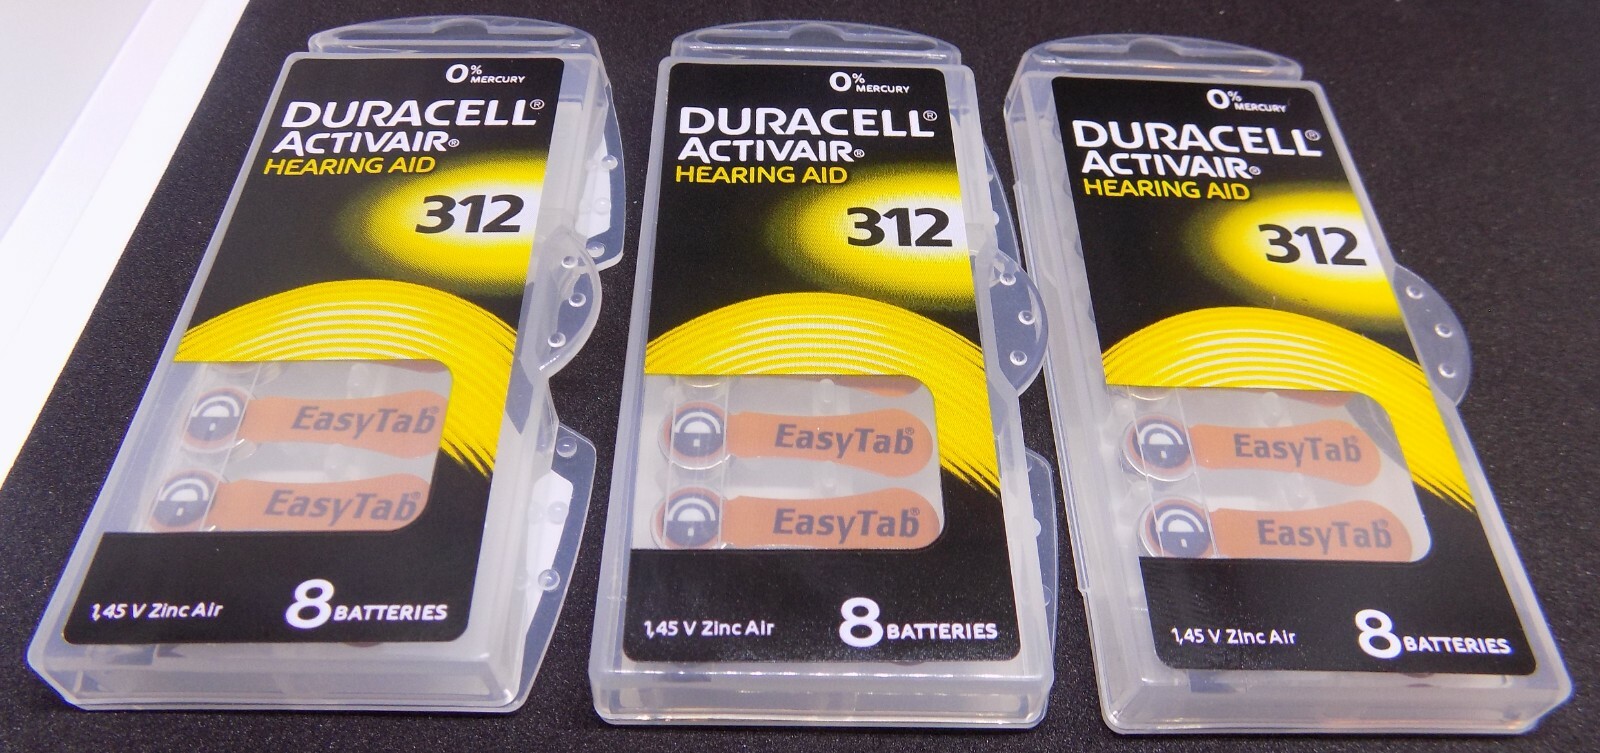 0% MERCURY
DURACELL®
ACTIVAIR®
HEARING AID
312
EasyTab®
EasyTab®
1,45 V Zinc Air
8 BATTERIES
0% MERCURY
DURACELL®
ACTIVAIR®
HEARING AID
312
EasyTab®
EasyTab®
1,45 V Zinc Air
8 BATTERIES
0% MERCURY
DURACELL®
ACTIVAIR®
HEARING AID
312
EasyTab®
EasyTab®
1,45 V Zinc Air
8 BATTERIES